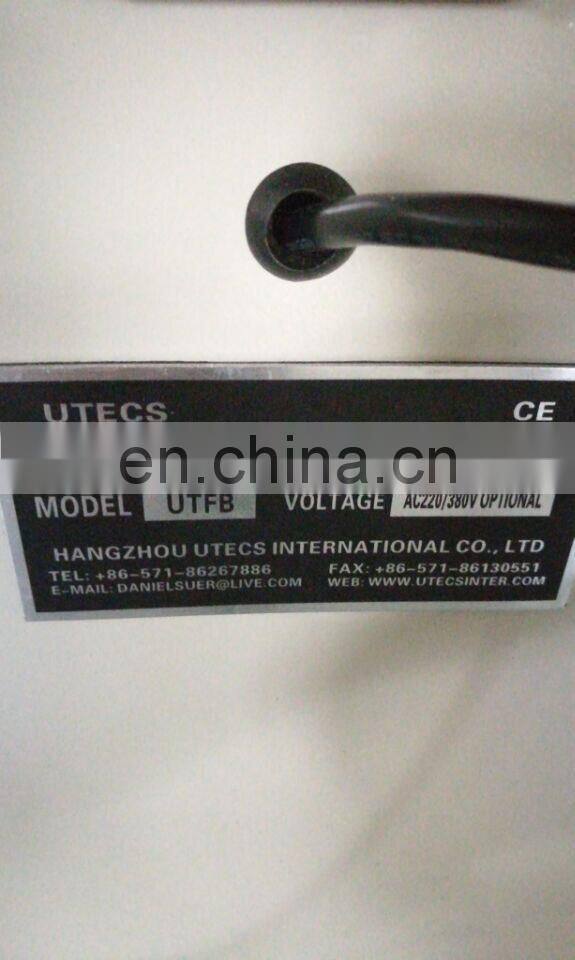 UTECS CE
en.china.cn
MODEL UTFB VOLTAGE AC220/380V OPTIONAL
HANGZHOU UTECS INTERNATIONAL CO., LTD
TEL: +86-571-86267886 FAX: +86-571-86130551
E-MAIL: DANIELSUER@LIVE.COM WEB: WWW.UTECSINTER.COM